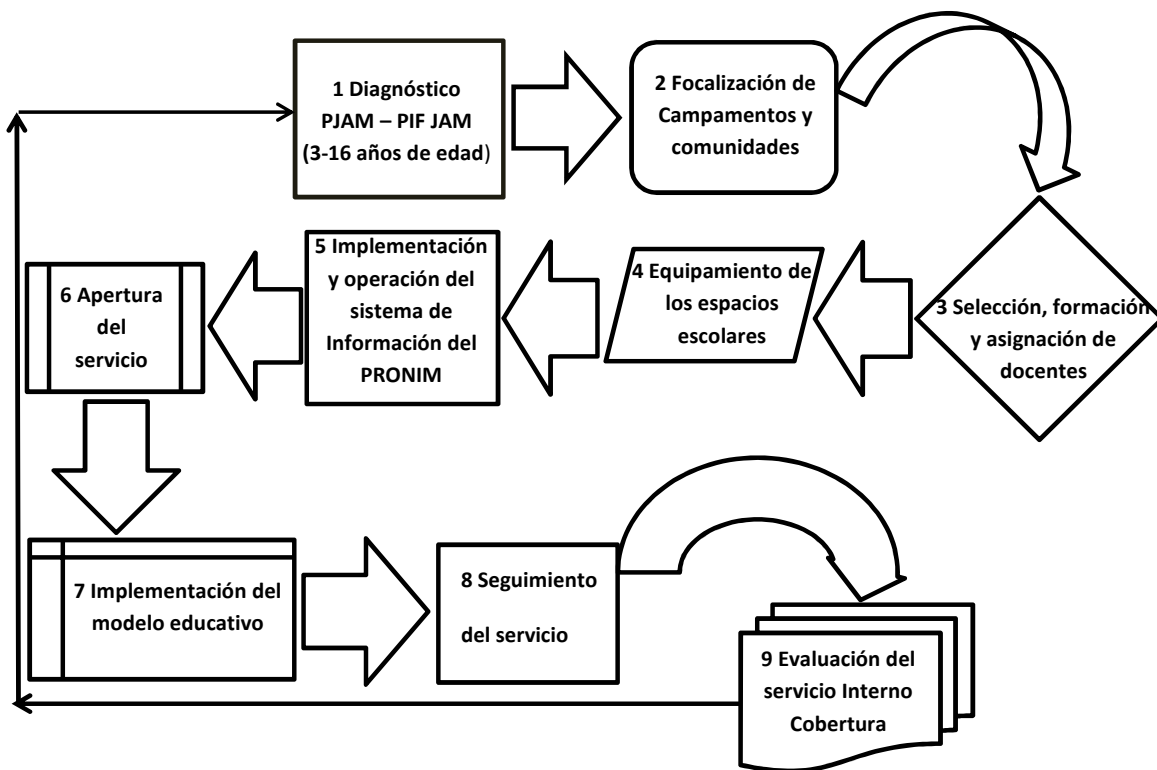 1 Diagnóstico
PJAM – PIF JAM
(3-16 años de edad)
2 Focalización de
Campamentos y
comunidades
3 Selección, formación
y asignación de
docentes
4 Equipamiento de
los espacios
escolares
5 Implementación
y operación del
sistema de
Información del
PRONIM
6 Apertura
del
servicio
7 Implementación del
modelo educativo
8 Seguimiento
del servicio
9 Evaluación del
servicio Interno
Cobertura